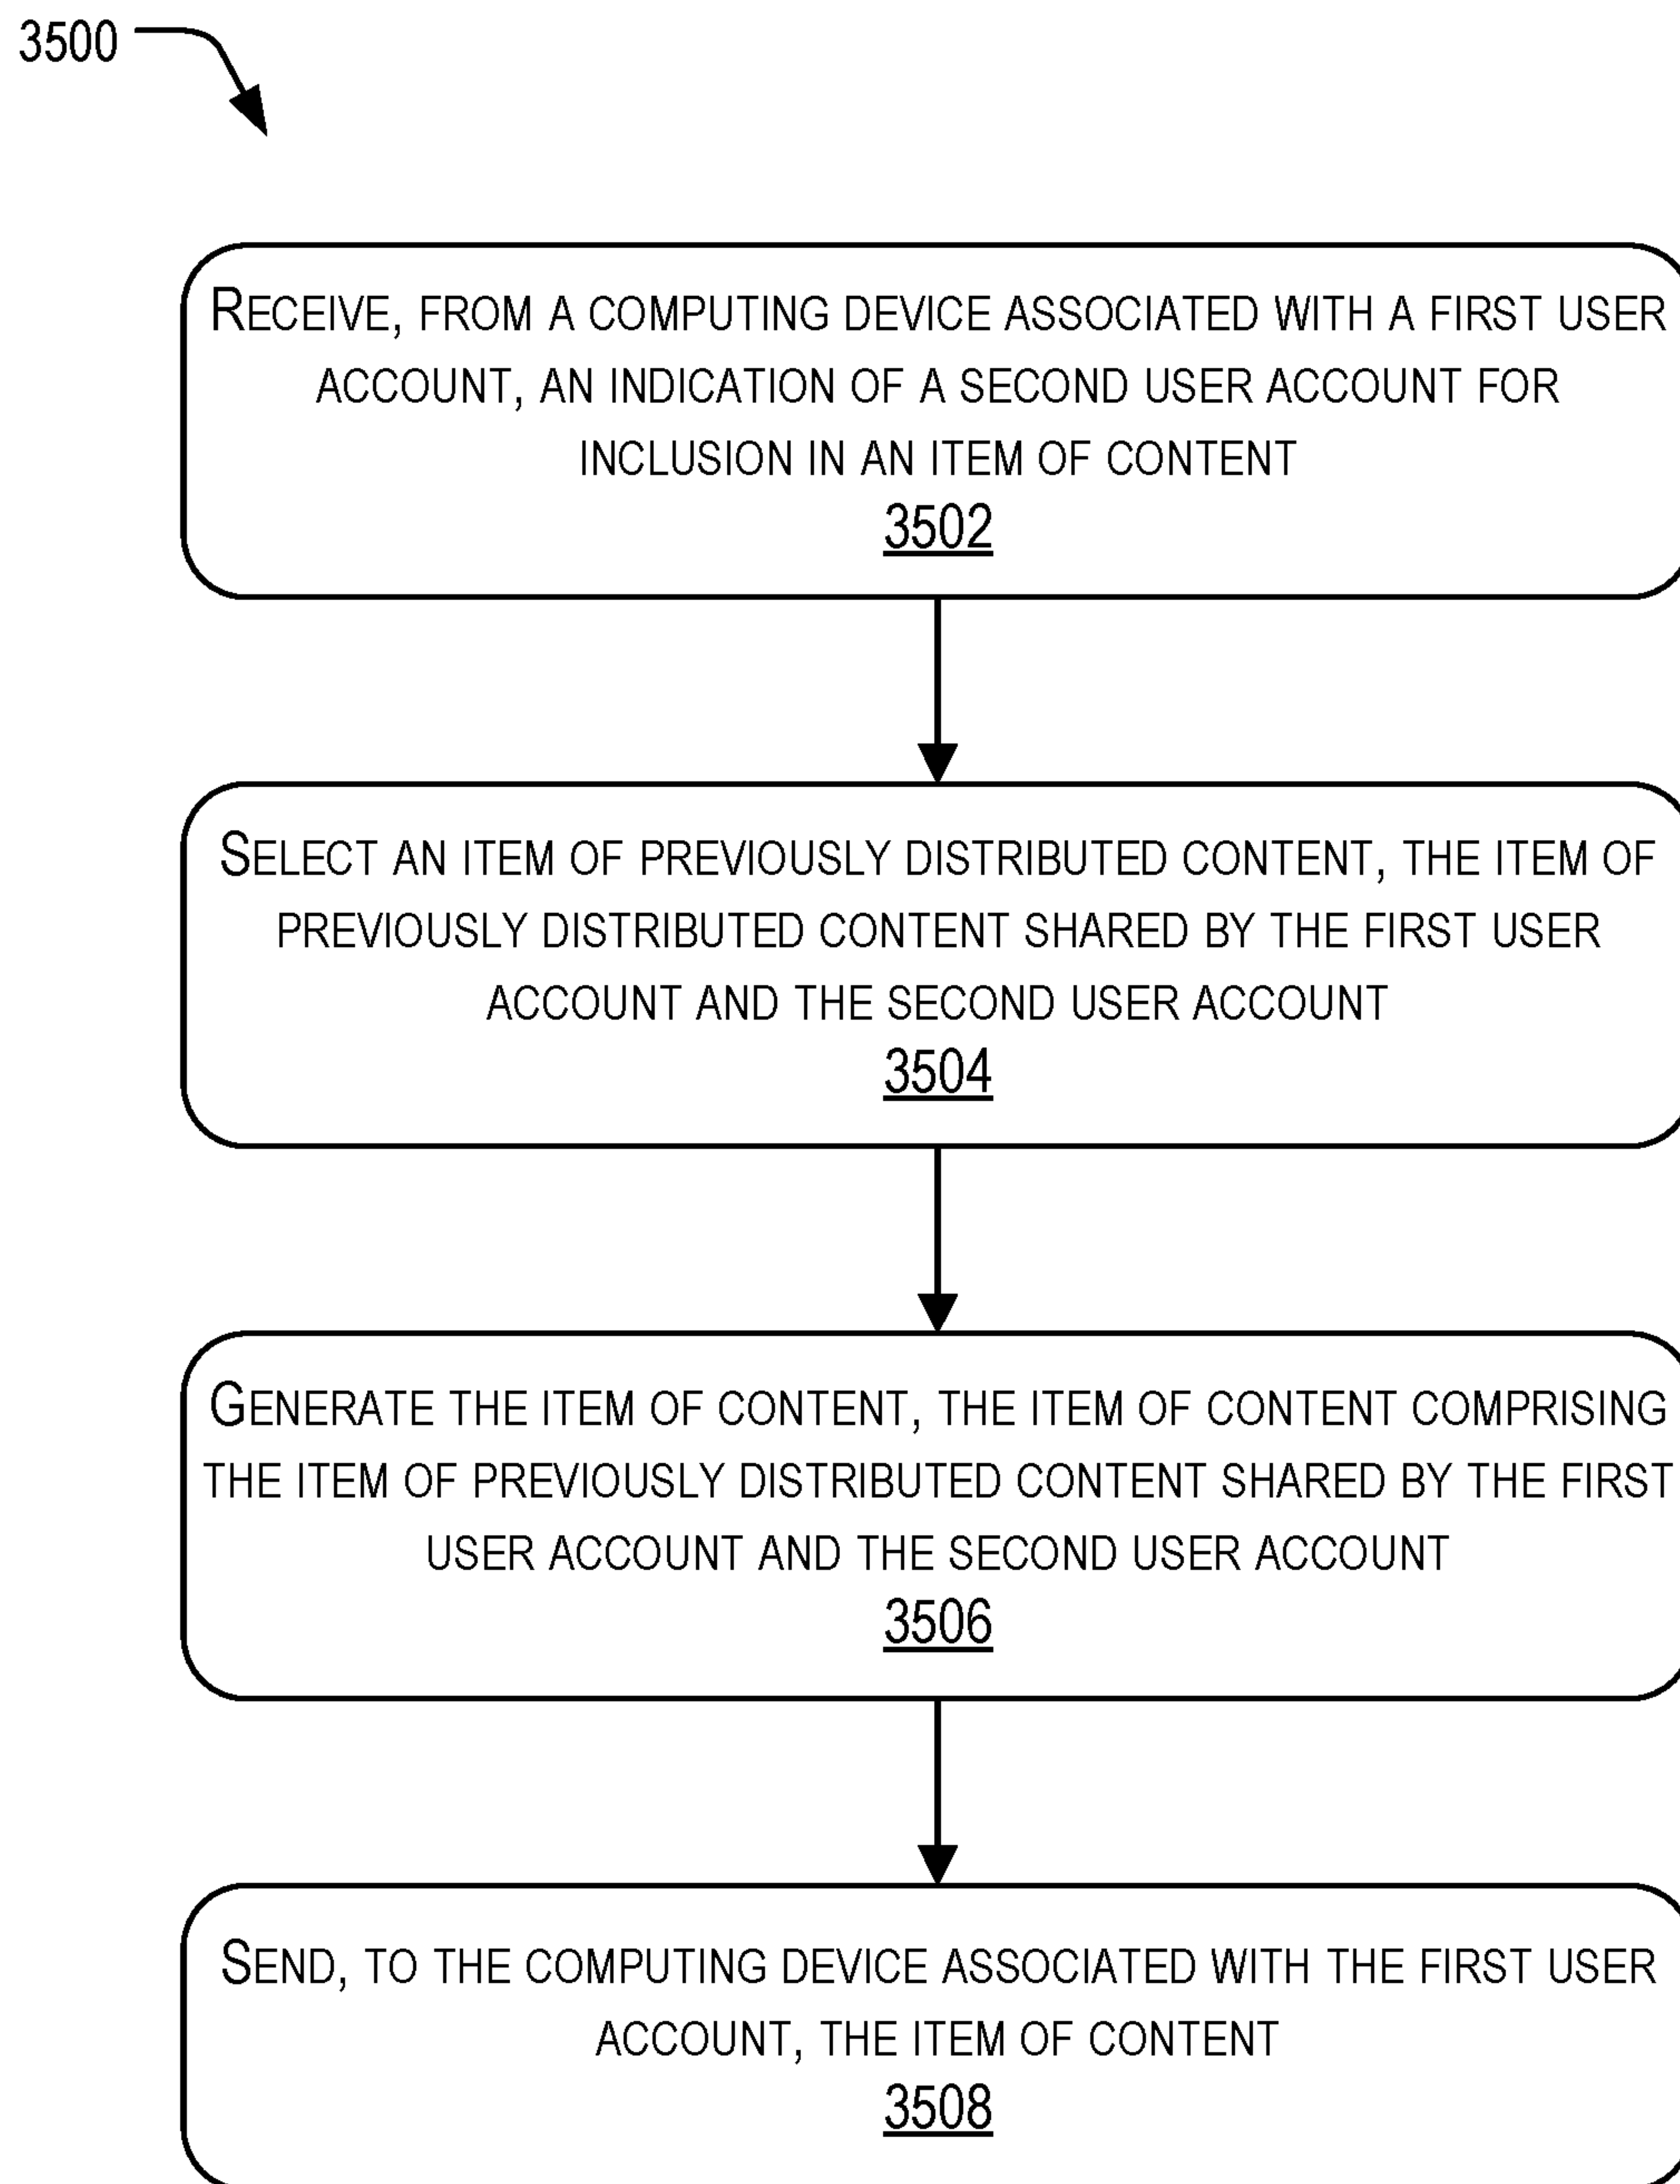 3500
RECEIVE, FROM A COMPUTING DEVICE ASSOCIATED WITH A FIRST USER
ACCOUNT, AN INDICATION OF A SECOND USER ACCOUNT FOR
INCLUSION IN AN ITEM OF CONTENT
3502
SELECT AN ITEM OF PREVIOUSLY DISTRIBUTED CONTENT, THE ITEM OF
PREVIOUSLY DISTRIBUTED CONTENT SHARED BY THE FIRST USER
ACCOUNT AND THE SECOND USER ACCOUNT
3504
GENERATE THE ITEM OF CONTENT, THE ITEM OF CONTENT COMPRISING
THE ITEM OF PREVIOUSLY DISTRIBUTED CONTENT SHARED BY THE FIRST
USER ACCOUNT AND THE SECOND USER ACCOUNT
3506
SEND, TO THE COMPUTING DEVICE ASSOCIATED WITH THE FIRST USER
ACCOUNT, THE ITEM OF CONTENT
3508